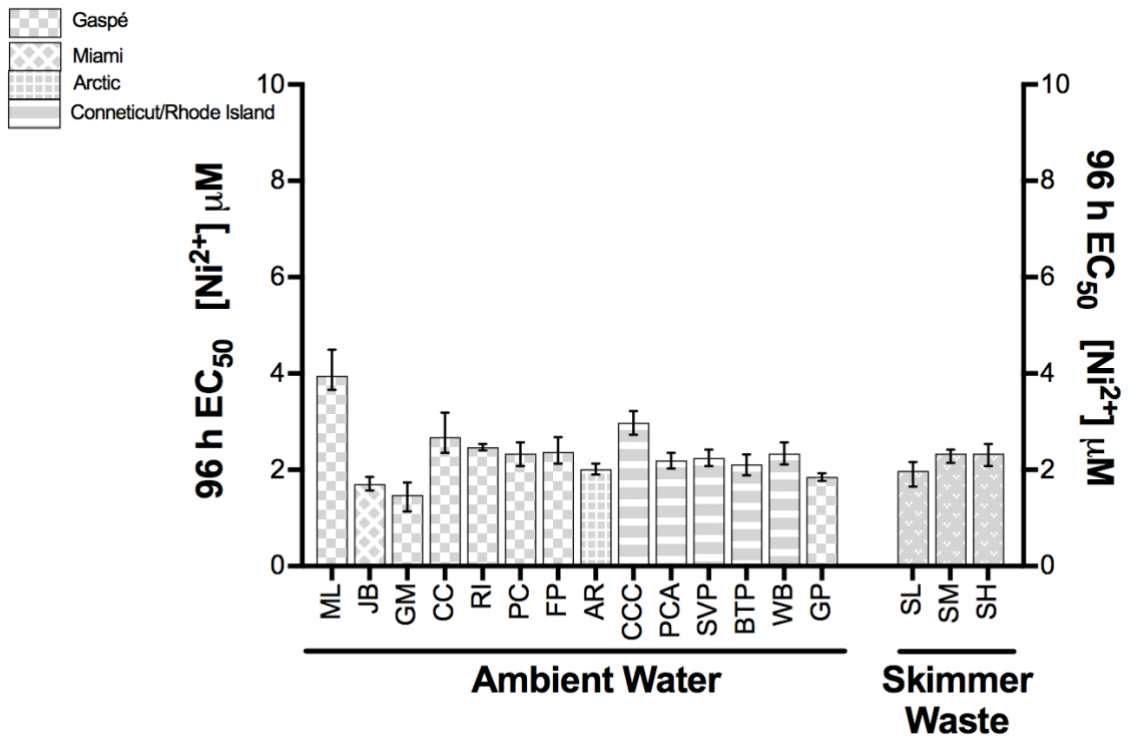 Gaspé
Miami
Arctic
Conneticut/Rhode Island
96 h EC₅₀ [Ni²⁺] μM
10
8
6
4
2
0
10
8
6
4
2
0
96 h EC₅₀ [Ni²⁺] μM
ML JB GM CC RI PC FP AR CCC PCA SVP BTP WB GP SL SM SH
Ambient Water
Skimmer
Waste